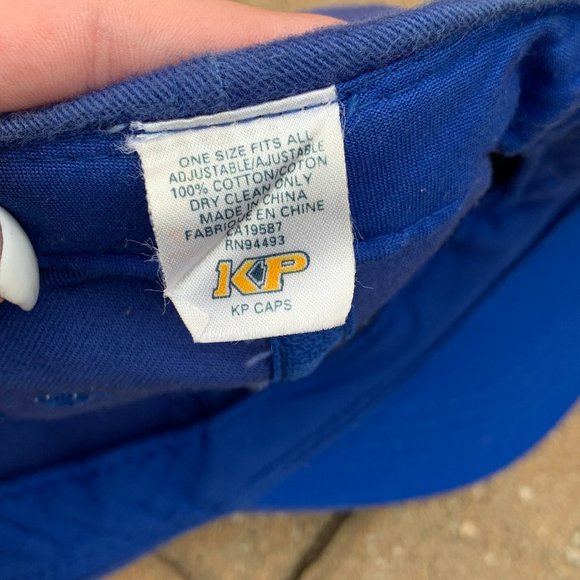 ONE SIZE FITS ALL
ADJUSTABLE/AJUSTABLE
100% COTTON/COTON
DRY CLEAN ONLY
MADE IN CHINA
FABRIQUÉ EN CHINE
CA19587
RN94493
KP
KP CAPS